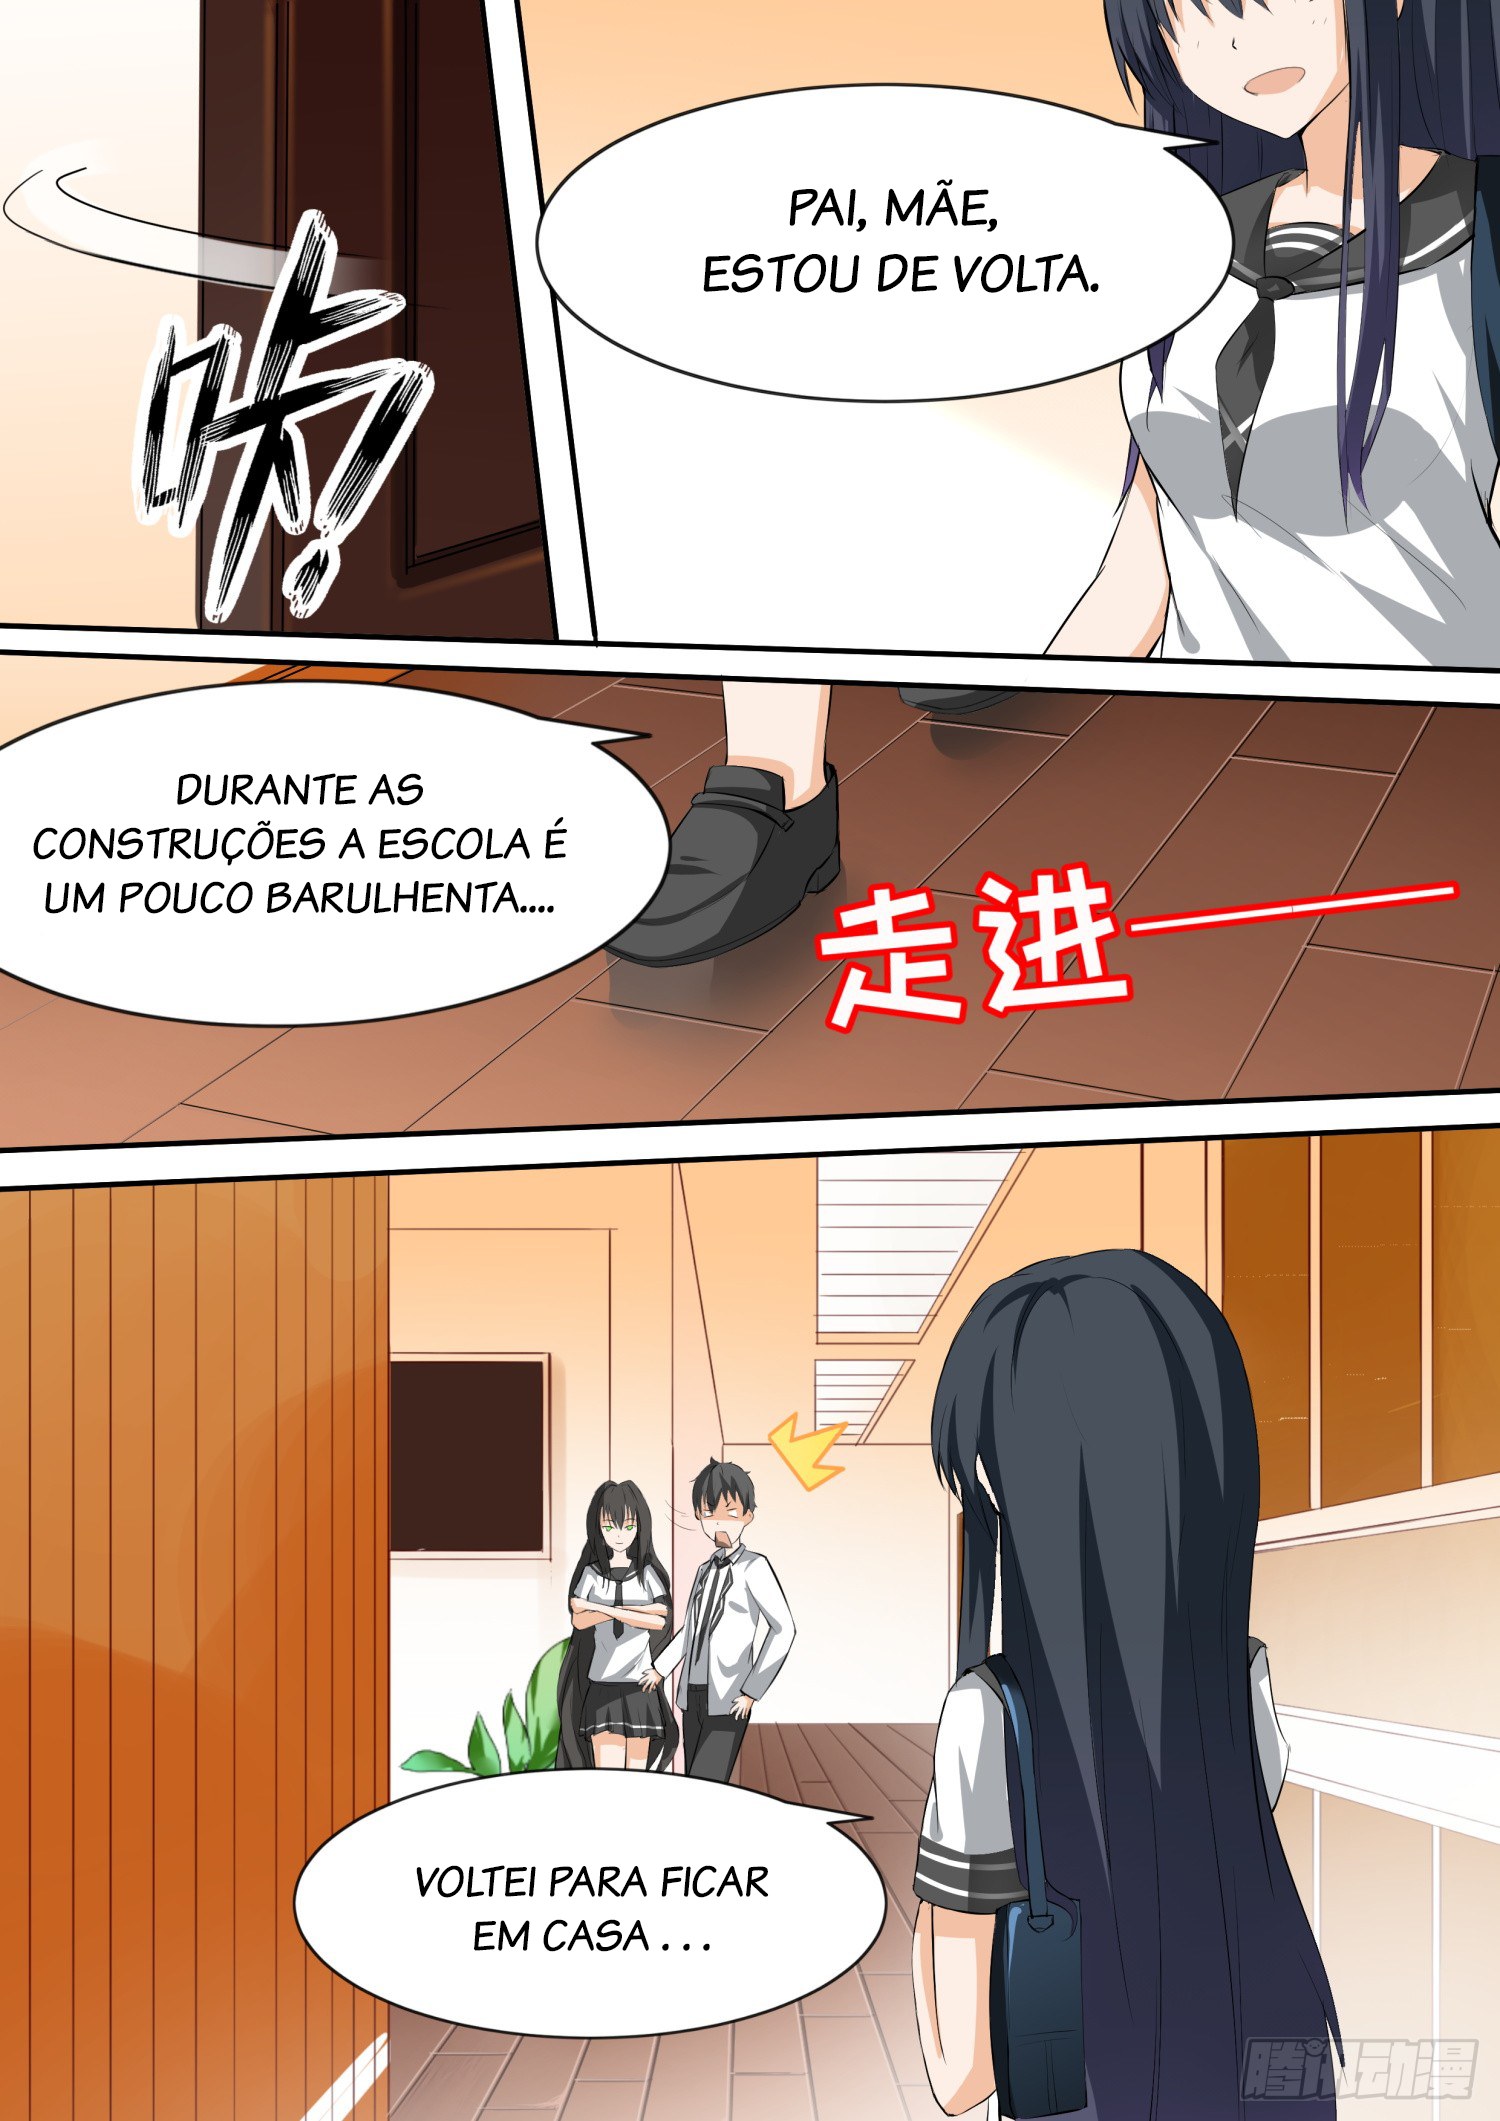 咔!
PAI, MÃE,
ESTOU DE VOLTA.
DURANTE AS
CONSTRUÇÕES A ESCOLA É
UM POUCO BARULHENTA....
走进——
VOLTEI PARA FICAR
EM CASA . . .
腾讯动漫